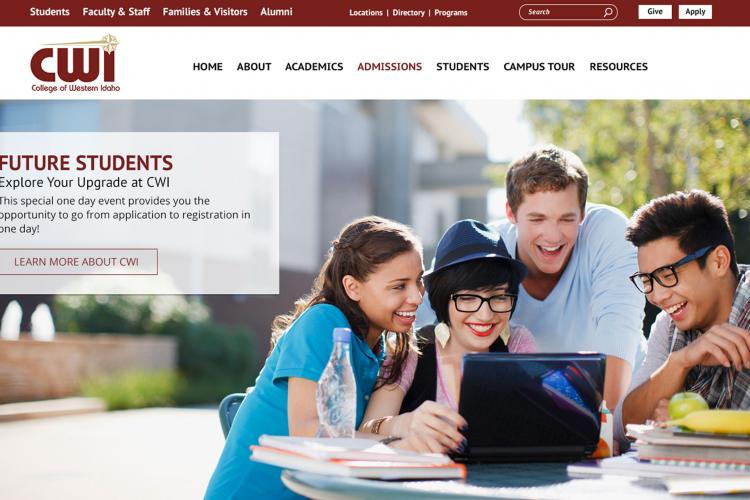 Students Faculty & Staff Families & Visitors Alumni Locations | Directory | Programs Search Give Apply
CWI
College of Western Idaho
HOME ABOUT ACADEMICS ADMISSIONS STUDENTS CAMPUS TOUR RESOURCES
FUTURE STUDENTS
Explore Your Upgrade at CWI
This special one day event provides you the
opportunity to go from application to registration in
one day!
LEARN MORE ABOUT CWI